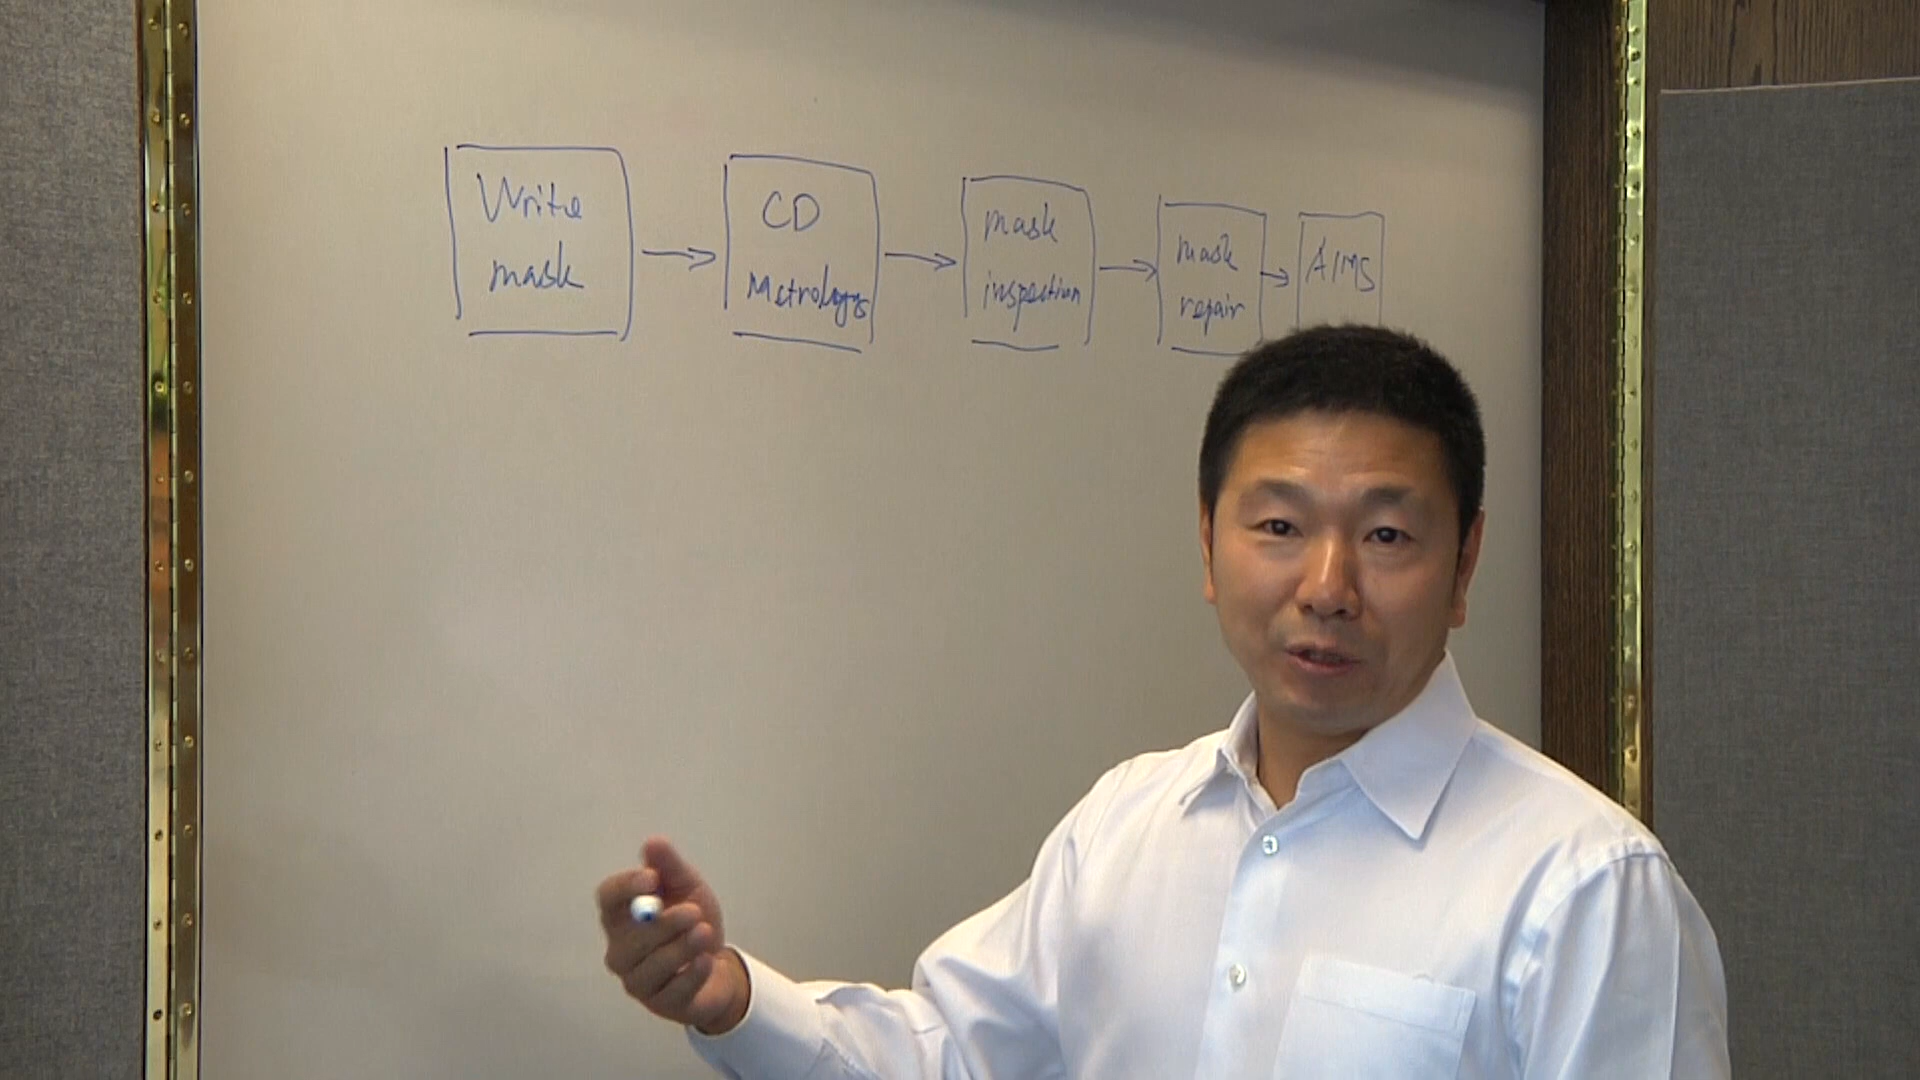 Write
mask
CD
Metrology
mask
inspection
mask
repair
AIMS